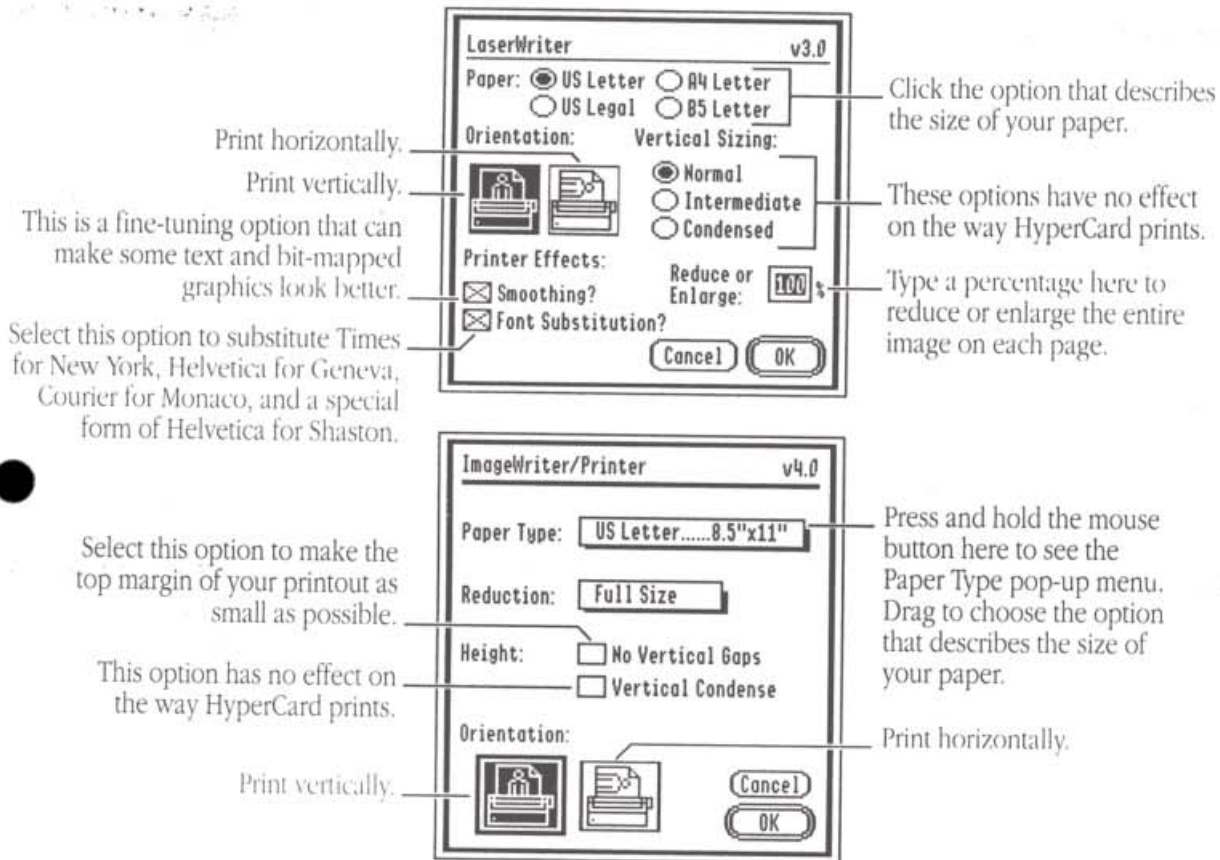 LaserWriter v3.0
Paper: US Letter A4 Letter
US Legal B5 Letter
Orientation: Vertical Sizing:
Normal
Intermediate
Condensed
Printer Effects:
Smoothing?
Font Substitution?
Reduce or
Enlarge: 100 %
Cancel OK
Print horizontally.
Print vertically.
This is a fine-tuning option that can
make some text and bit-mapped
graphics look better.
Select this option to substitute Times
for New York, Helvetica for Geneva,
Courier for Monaco, and a special
form of Helvetica for Shaston.
Click the option that describes
the size of your paper.
These options have no effect
on the way HyperCard prints.
Type a percentage here to
reduce or enlarge the entire
image on each page.
ImageWriter/Printer v4.0
Paper Type: US Letter......8.5"x11"
Reduction: Full Size
Height: No Vertical Gaps
Vertical Condense
Orientation:
Cancel
OK
Select this option to make the
top margin of your printout as
small as possible.
This option has no effect on
the way HyperCard prints.
Print vertically.
Press and hold the mouse
button here to see the
Paper Type pop-up menu.
Drag to choose the option
that describes the size of
your paper.
Print horizontally.